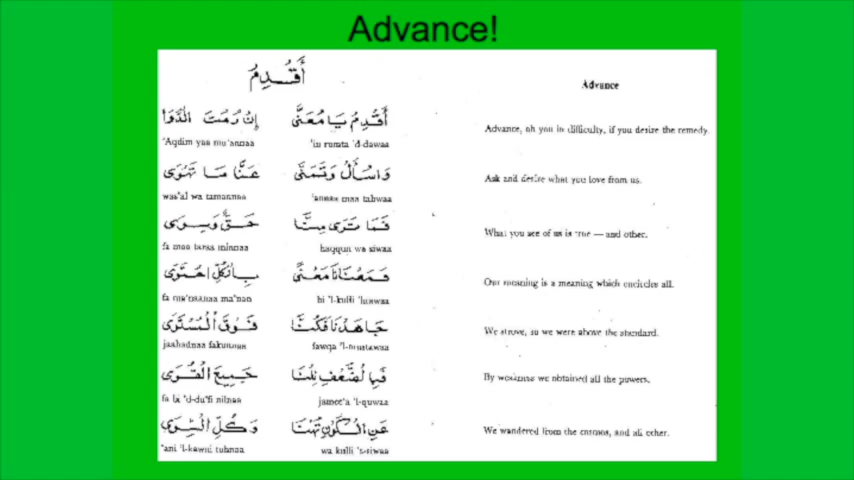 Advance!
أَقْدِمْ
Advance
أَقْدِمْ يَا مُعَنَّى إِنْ رُمْتَ الدَّوَا
'Aqdim yaa mu'annaa 'in rumta 'd-dawaa
Advance, oh you in difficulty, if you desire the remedy.
وَاسْأَلْ وَتَمَنَّى عَنَّا مَا تَهْوَى
was'al wa tamannaa 'annaa maa tahwaa
Ask and desire what you love from us.
فَمَا تَرَى مِنَّا حَقٌّ وَسِوَى
fa maa taraa minnaa haqqun wa siwaa
What you see of us is true — and other.
فَمَعْنَانَا مَعْنًى بِالْكُلِّ احْتَوَى
fa ma'naanaa ma'nan bi 'l-kulli 'htawaa
Our meaning is a meaning which encircles all.
جَاهَدْنَا فَكُنَّا فَوْقَ الْمُسْتَوَى
jaahadnaa fakunnaa fawqa 'l-mustawaa
We strove, so we were above the standard.
فَبِالضُّعْفِ نِلْنَا جَمِيعَ الْقُوَى
fa bi 'd-du'fi nilnaa jamee'a 'l-quwaa
By weakness we obtained all the powers.
عَنِ الْكَوْنِ تُهْنَا وَكُلِّ السِّوَى
'ani 'l-kawni tuhnaa wa kulli 's-siwaa
We wandered from the cosmos, and all other.